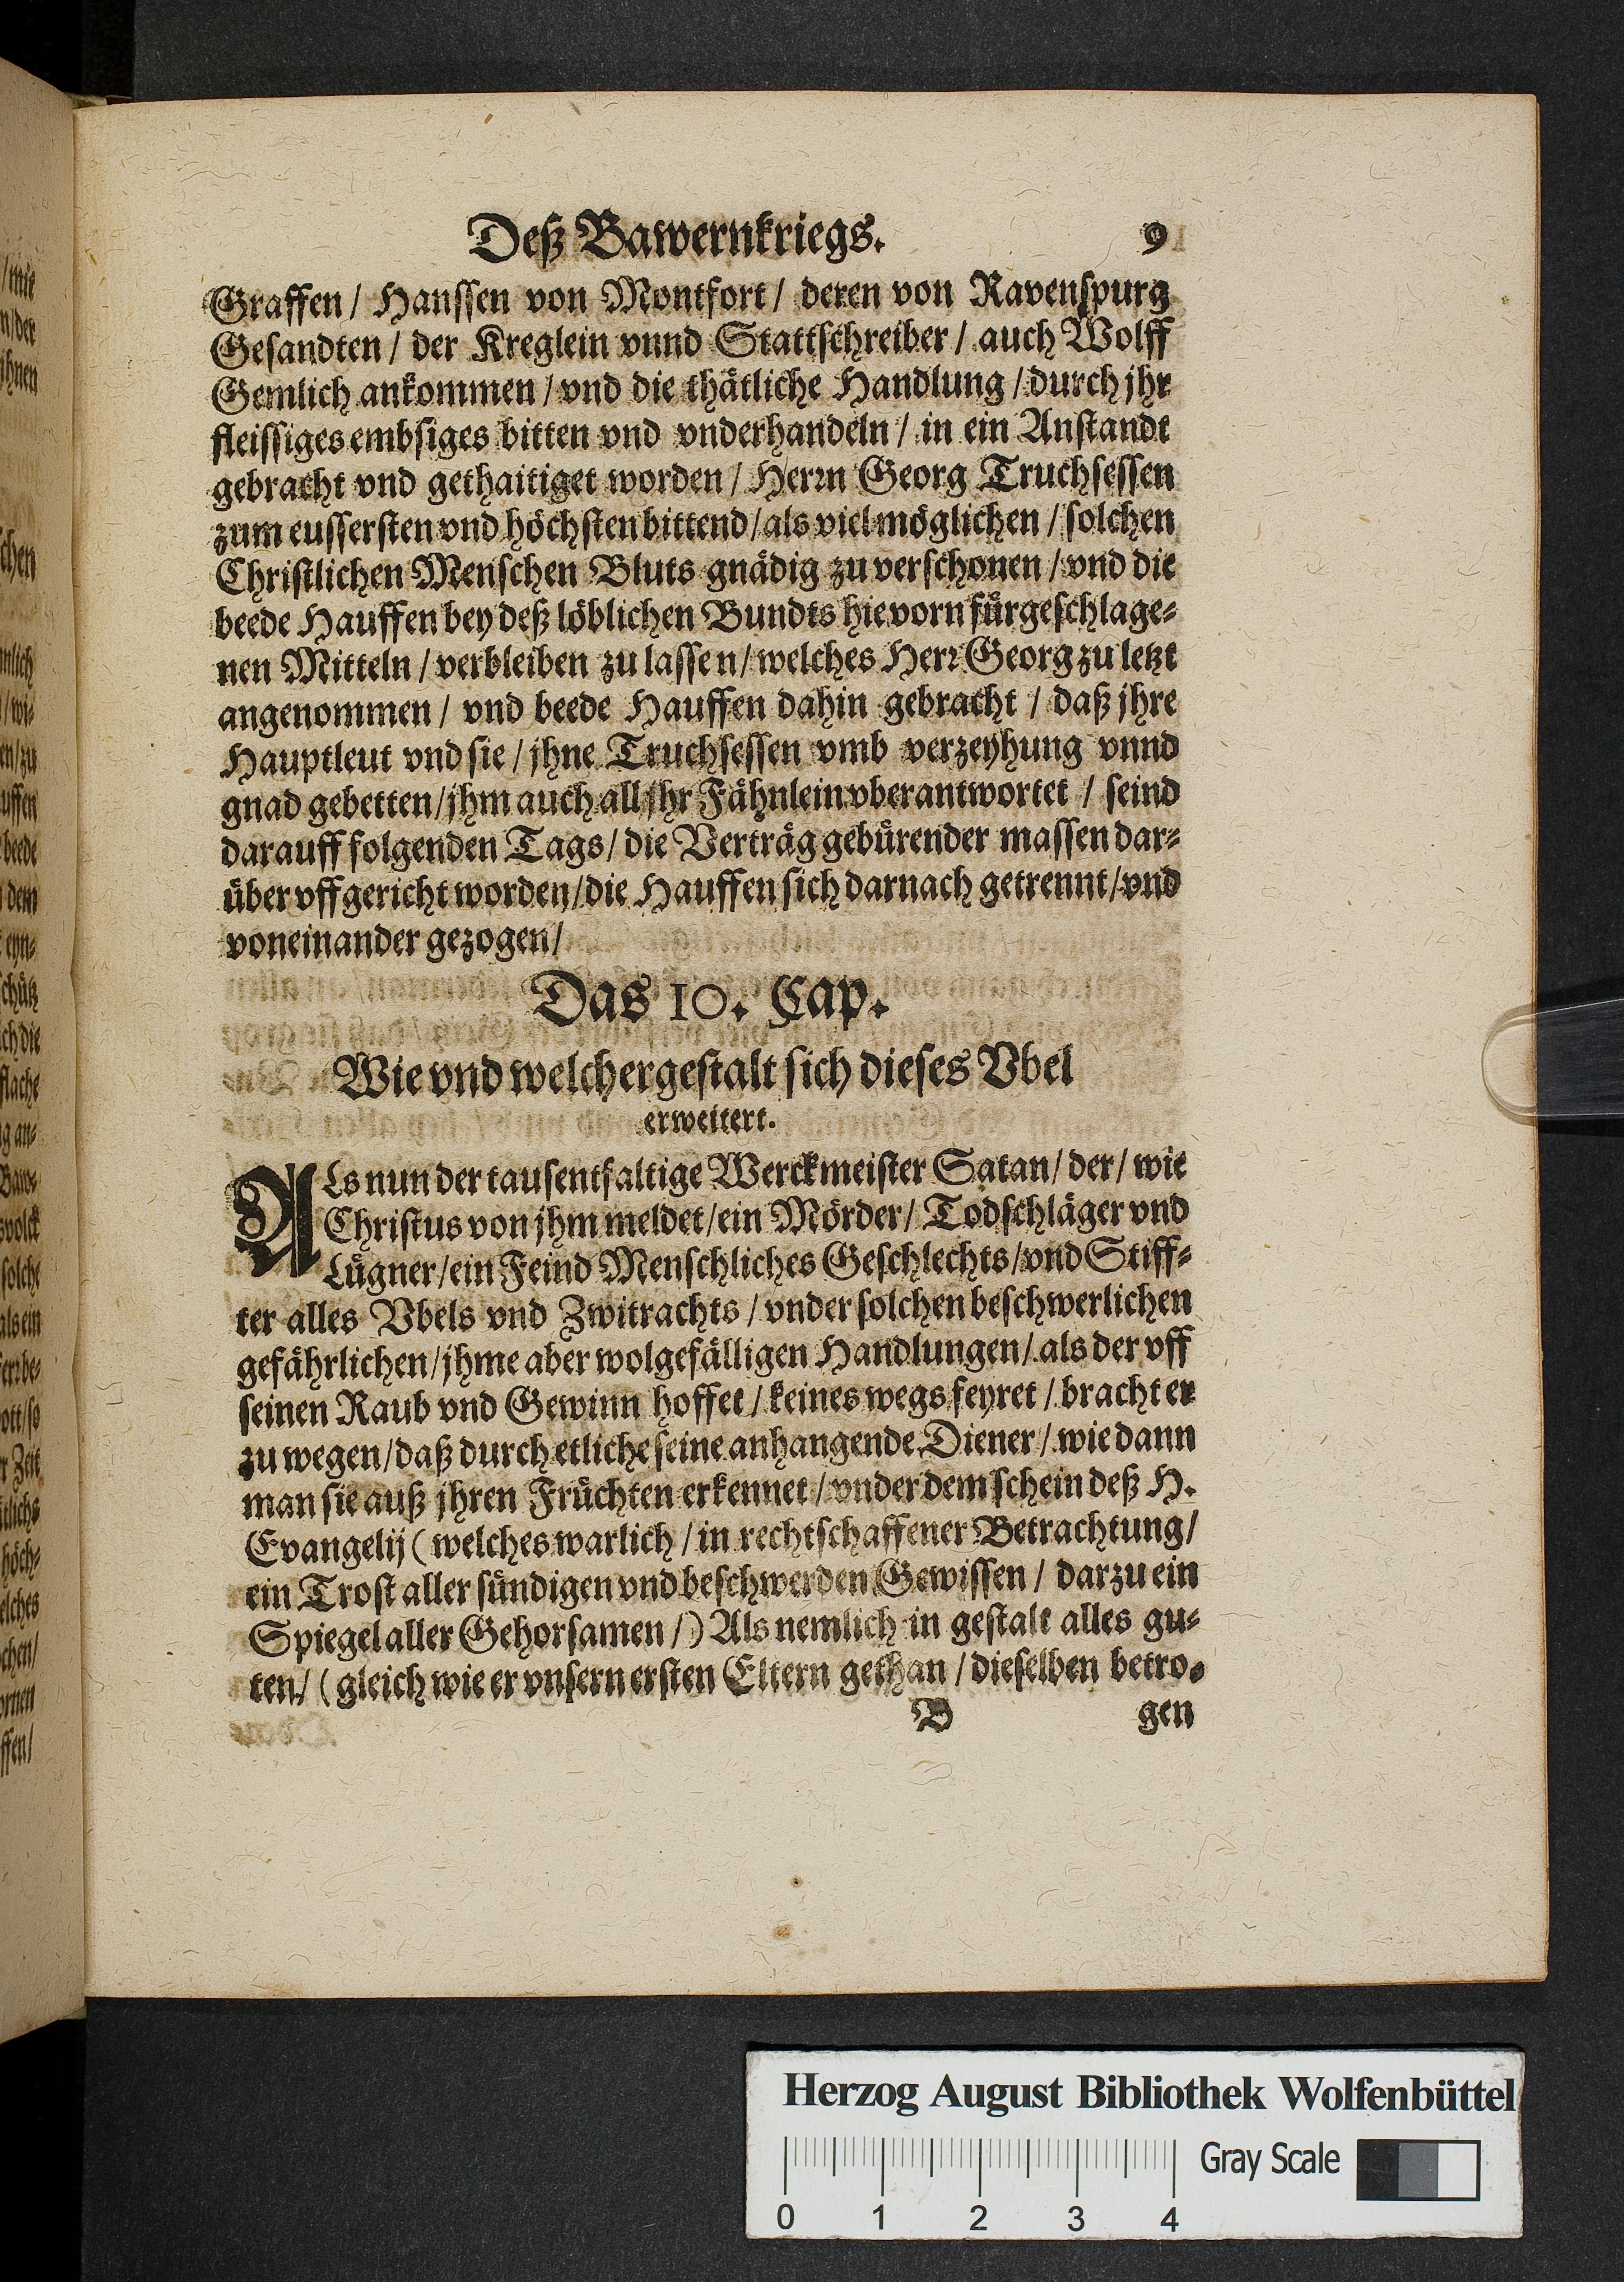 Deß Bawernkriegs. 9
Graffen / Hanssen von Montfort / deren von Ravenspurg
Gesandten / der Kreglein vnnd Stattschreiber / auch Wolff
Gemlich ankommen / vnd die thätliche Handlung / durch jhr
fleissiges embsiges bitten vnd vnderhandeln / in ein Anstandt
gebracht vnd gethaitiget worden / Herrn Georg Truchsessen
zum eussersten vnd höchsten bittend / als viel möglichen / solchen
Christlichen Menschen Bluts gnädig zu verschonen / vnd die
beede Hauffen bey deß löblichen Bundts hievorn fürgeschlage-
nen Mitteln / verbleiben zu lassen / welches Herr Georg zu letzt
angenommen / vnd beede Hauffen dahin gebracht / daß jhre
Hauptleut vnd sie / jhne Truchsessen vmb verzeyhung vnnd
gnad gebetten / jhm auch all jhr Fähnlein vberantwortet / seind
darauff folgenden Tags / die Verträg gebürender massen dar-
über vffgericht worden / die Hauffen sich darnach getrennt / vnd
voneinander gezogen /
Das 10. Cap.
Wie vnd welchergestalt sich dieses Vbel
erweitert.
ALs nun der tausentfaltige Werckmeister Satan / der / wie
Christus von jhm meldet / ein Mörder / Todschläger vnd
Lügner / ein Feind Menschliches Geschlechts / vnd Stiff-
ter alles Vbels vnd Zwitrachts / vnder solchen beschwerlichen
gefährlichen / jhme aber wolgefälligen Handlungen / als der vff
seinen Raub vnd Gewinn hoffet / keines wegs feyret / bracht er
zu wegen / daß durch etliche seine anhangende Diener / wie dann
man sie auß jhren Früchten erkennet / vnder dem schein deß H.
Evangelij ( welches warlich / in rechtschaffener Betrachtung /
ein Trost aller sündigen vnd beschwerden Gewissen / darzu ein
Spiegel aller Gehorsamen / ) Als nemlich in gestalt alles gu-
ten / ( gleich wie er vnsern ersten Eltern gethan / dieselben betro-
B gen
Herzog August Bibliothek Wolfenbüttel
Gray Scale
0 1 2 3 4